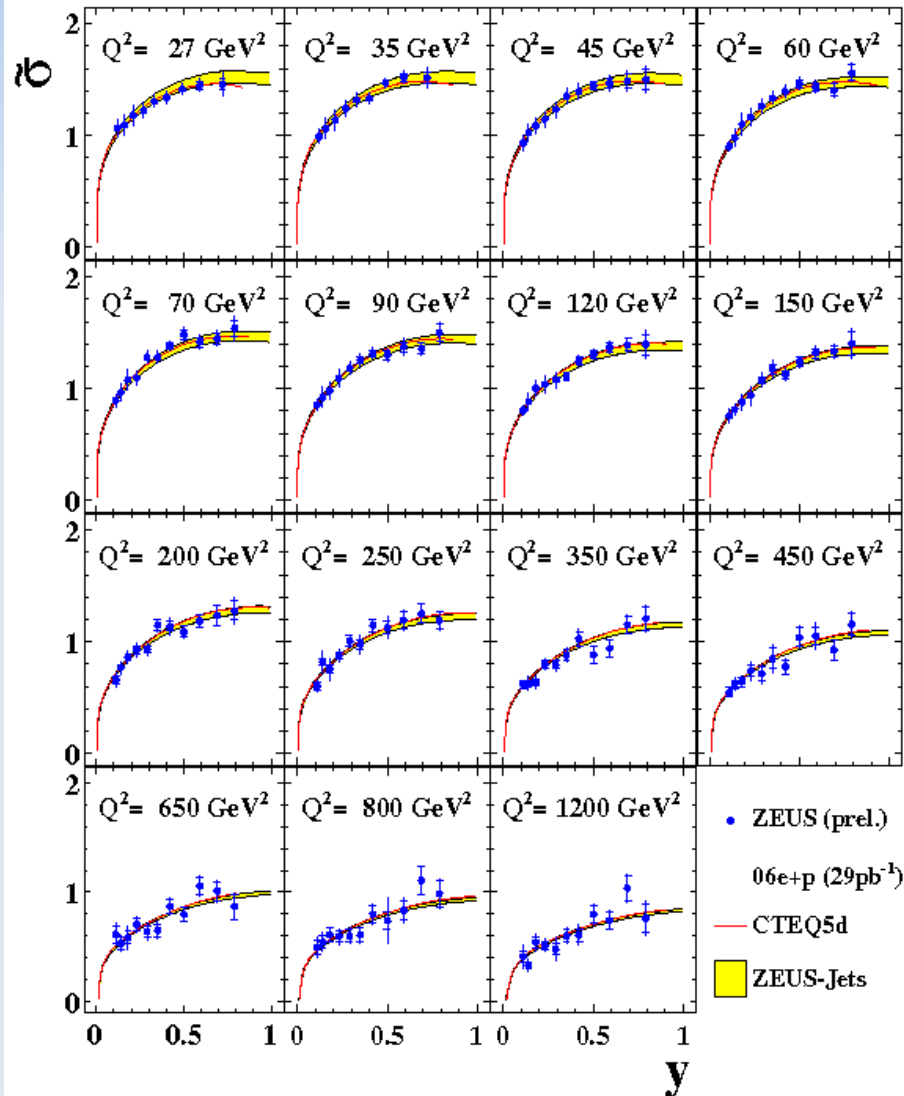 2
σ̃
1
0
Q² = 27 GeV²
Q² = 35 GeV²
Q² = 45 GeV²
Q² = 60 GeV²
2
1
0
Q² = 70 GeV²
Q² = 90 GeV²
Q² = 120 GeV²
Q² = 150 GeV²
2
1
0
Q² = 200 GeV²
Q² = 250 GeV²
Q² = 350 GeV²
Q² = 450 GeV²
2
1
0
Q² = 650 GeV²
Q² = 800 GeV²
Q² = 1200 GeV²
ZEUS (prel.)
06e+p (29pb⁻¹)
CTEQ5d
ZEUS-Jets
0 0.5 1 0 0.5 1 0 0.5 1
y